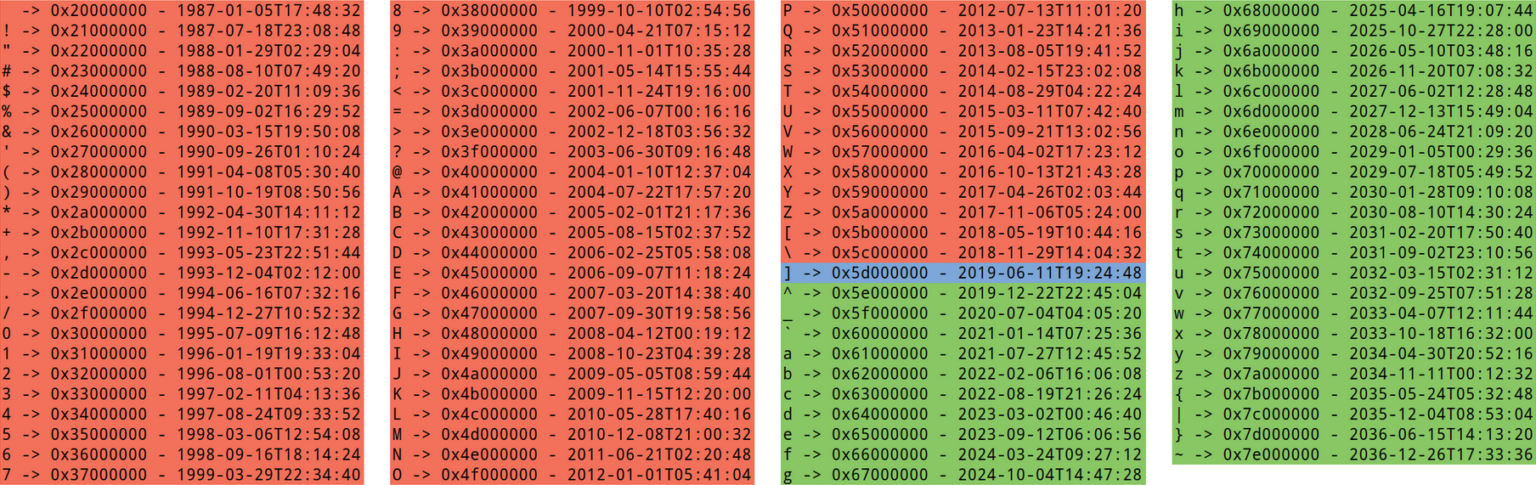 -> 0x20000000 - 1987-01-05T17:48:32
! -> 0x21000000 - 1987-07-18T23:08:48
" -> 0x22000000 - 1988-01-29T02:29:04
# -> 0x23000000 - 1988-08-10T07:49:20
$ -> 0x24000000 - 1989-02-20T11:09:36
% -> 0x25000000 - 1989-09-02T16:29:52
& -> 0x26000000 - 1990-03-15T19:50:08
' -> 0x27000000 - 1990-09-26T01:10:24
( -> 0x28000000 - 1991-04-08T05:30:40
) -> 0x29000000 - 1991-10-19T08:50:56
* -> 0x2a000000 - 1992-04-30T14:11:12
+ -> 0x2b000000 - 1992-11-10T17:31:28
, -> 0x2c000000 - 1993-05-23T22:51:44
- -> 0x2d000000 - 1993-12-04T02:12:00
. -> 0x2e000000 - 1994-06-16T07:32:16
/ -> 0x2f000000 - 1994-12-27T10:52:32
0 -> 0x30000000 - 1995-07-09T16:12:48
1 -> 0x31000000 - 1996-01-19T19:33:04
2 -> 0x32000000 - 1996-08-01T00:53:20
3 -> 0x33000000 - 1997-02-11T04:13:36
4 -> 0x34000000 - 1997-08-24T09:33:52
5 -> 0x35000000 - 1998-03-06T12:54:08
6 -> 0x36000000 - 1998-09-16T18:14:24
7 -> 0x37000000 - 1999-03-29T22:34:40
8 -> 0x38000000 - 1999-10-10T02:54:56
9 -> 0x39000000 - 2000-04-21T07:15:12
: -> 0x3a000000 - 2000-11-01T10:35:28
; -> 0x3b000000 - 2001-05-14T15:55:44
< -> 0x3c000000 - 2001-11-24T19:16:00
= -> 0x3d000000 - 2002-06-07T00:16:16
> -> 0x3e000000 - 2002-12-18T03:56:32
? -> 0x3f000000 - 2003-06-30T09:16:48
@ -> 0x40000000 - 2004-01-10T12:37:04
A -> 0x41000000 - 2004-07-22T17:57:20
B -> 0x42000000 - 2005-02-01T21:17:36
C -> 0x43000000 - 2005-08-15T02:37:52
D -> 0x44000000 - 2006-02-25T05:58:08
E -> 0x45000000 - 2006-09-07T11:18:24
F -> 0x46000000 - 2007-03-20T14:38:40
G -> 0x47000000 - 2007-09-30T19:58:56
H -> 0x48000000 - 2008-04-12T00:19:12
I -> 0x49000000 - 2008-10-23T04:39:28
J -> 0x4a000000 - 2009-05-05T08:59:44
K -> 0x4b000000 - 2009-11-15T12:20:00
L -> 0x4c000000 - 2010-05-28T17:40:16
M -> 0x4d000000 - 2010-12-08T21:00:32
N -> 0x4e000000 - 2011-06-21T02:20:48
O -> 0x4f000000 - 2012-01-01T05:41:04
P -> 0x50000000 - 2012-07-13T11:01:20
Q -> 0x51000000 - 2013-01-23T14:21:36
R -> 0x52000000 - 2013-08-05T19:41:52
S -> 0x53000000 - 2014-02-15T23:02:08
T -> 0x54000000 - 2014-08-29T04:22:24
U -> 0x55000000 - 2015-03-11T07:42:40
V -> 0x56000000 - 2015-09-21T13:02:56
W -> 0x57000000 - 2016-04-02T17:23:12
X -> 0x58000000 - 2016-10-13T21:43:28
Y -> 0x59000000 - 2017-04-26T02:03:44
Z -> 0x5a000000 - 2017-11-06T05:24:00
[ -> 0x5b000000 - 2018-05-19T10:44:16
\ -> 0x5c000000 - 2018-11-29T14:04:32
] -> 0x5d000000 - 2019-06-11T19:24:48
^ -> 0x5e000000 - 2019-12-22T22:45:04
_ -> 0x5f000000 - 2020-07-04T04:05:20
` -> 0x60000000 - 2021-01-14T07:25:36
a -> 0x61000000 - 2021-07-27T12:45:52
b -> 0x62000000 - 2022-02-06T16:06:08
c -> 0x63000000 - 2022-08-19T21:26:24
d -> 0x64000000 - 2023-03-02T00:46:40
e -> 0x65000000 - 2023-09-12T06:06:56
f -> 0x66000000 - 2024-03-24T09:27:12
g -> 0x67000000 - 2024-10-04T14:47:28
h -> 0x68000000 - 2025-04-16T19:07:44
i -> 0x69000000 - 2025-10-27T22:28:00
j -> 0x6a000000 - 2026-05-10T03:48:16
k -> 0x6b000000 - 2026-11-20T07:08:32
l -> 0x6c000000 - 2027-06-02T12:28:48
m -> 0x6d000000 - 2027-12-13T15:49:04
n -> 0x6e000000 - 2028-06-24T21:09:20
o -> 0x6f000000 - 2029-01-05T00:29:36
p -> 0x70000000 - 2029-07-18T05:49:52
q -> 0x71000000 - 2030-01-28T09:10:08
r -> 0x72000000 - 2030-08-10T14:30:24
s -> 0x73000000 - 2031-02-20T17:50:40
t -> 0x74000000 - 2031-09-02T23:10:56
u -> 0x75000000 - 2032-03-15T02:31:12
v -> 0x76000000 - 2032-09-25T07:51:28
w -> 0x77000000 - 2033-04-07T12:11:44
x -> 0x78000000 - 2033-10-18T16:32:00
y -> 0x79000000 - 2034-04-30T20:52:16
z -> 0x7a000000 - 2034-11-11T00:12:32
{ -> 0x7b000000 - 2035-05-24T05:32:48
| -> 0x7c000000 - 2035-12-04T08:53:04
} -> 0x7d000000 - 2036-06-15T14:13:20
~ -> 0x7e000000 - 2036-12-26T17:33:36